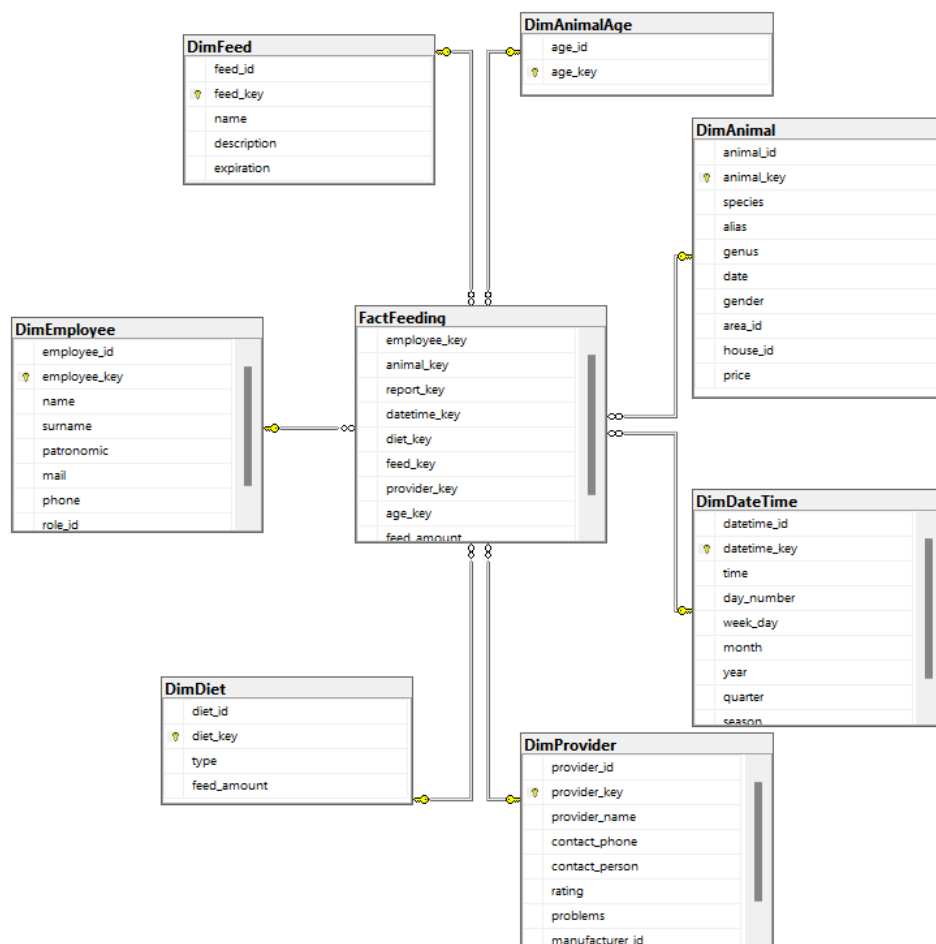 DimFeed
feed_id
feed_key
name
description
expiration
DimAnimalAge
age_id
age_key
DimAnimal
animal_id
animal_key
species
alias
genus
date
gender
area_id
house_id
price
DimEmployee
employee_id
employee_key
name
surname
patronomic
mail
phone
role_id
FactFeeding
employee_key
animal_key
report_key
datetime_key
diet_key
feed_key
provider_key
age_key
feed_amount
DimDateTime
datetime_id
datetime_key
time
day_number
week_day
month
year
quarter
season
DimDiet
diet_id
diet_key
type
feed_amount
DimProvider
provider_id
provider_key
provider_name
contact_phone
contact_person
rating
problems
manufacturer_id